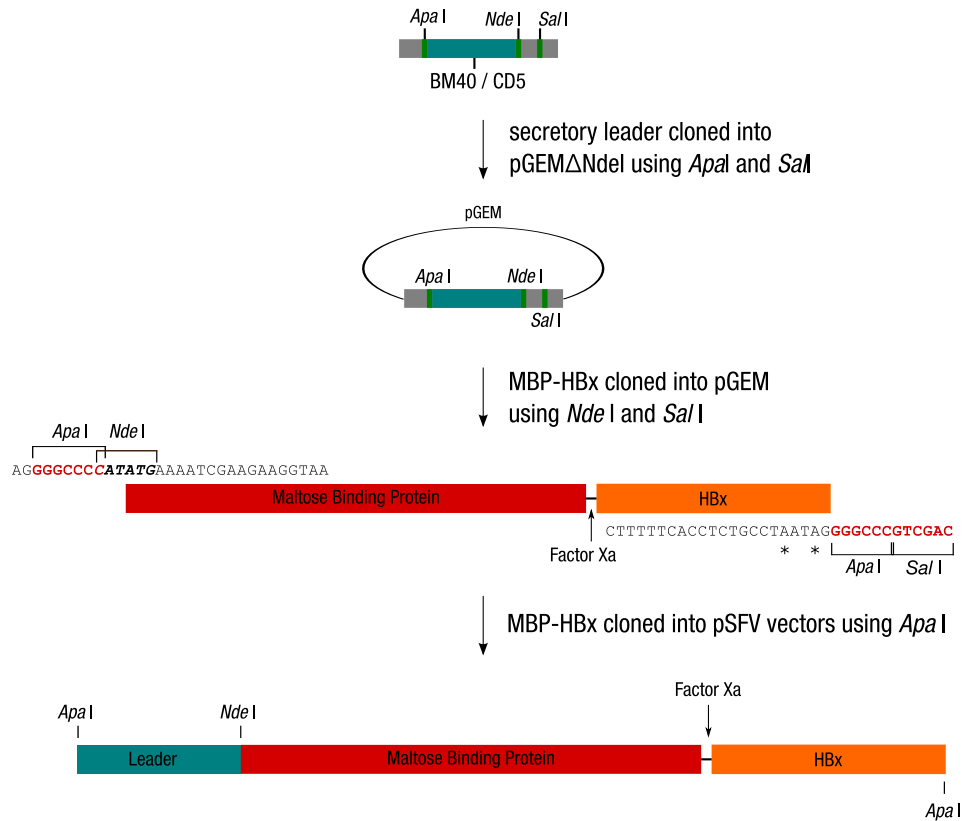 Apa I Nde I Sal I
BM40 / CD5
secretory leader cloned into
pGEMΔNdeI using ApaI and SalI
pGEM
Apa I Nde I
Sal I
MBP-HBx cloned into pGEM
using Nde I and Sal I
Apa I Nde I
AGGGGCCCCATATGAAAATCGAAGAAGGTAA
Maltose Binding Protein HBx
CTTTTTCACCTCTGCCTAATAGGGGCCCGTCGAC
Factor Xa * *
Apa I Sal I
MBP-HBx cloned into pSFV vectors using Apa I
Factor Xa
Apa I Nde I
Leader Maltose Binding Protein HBx
Apa I